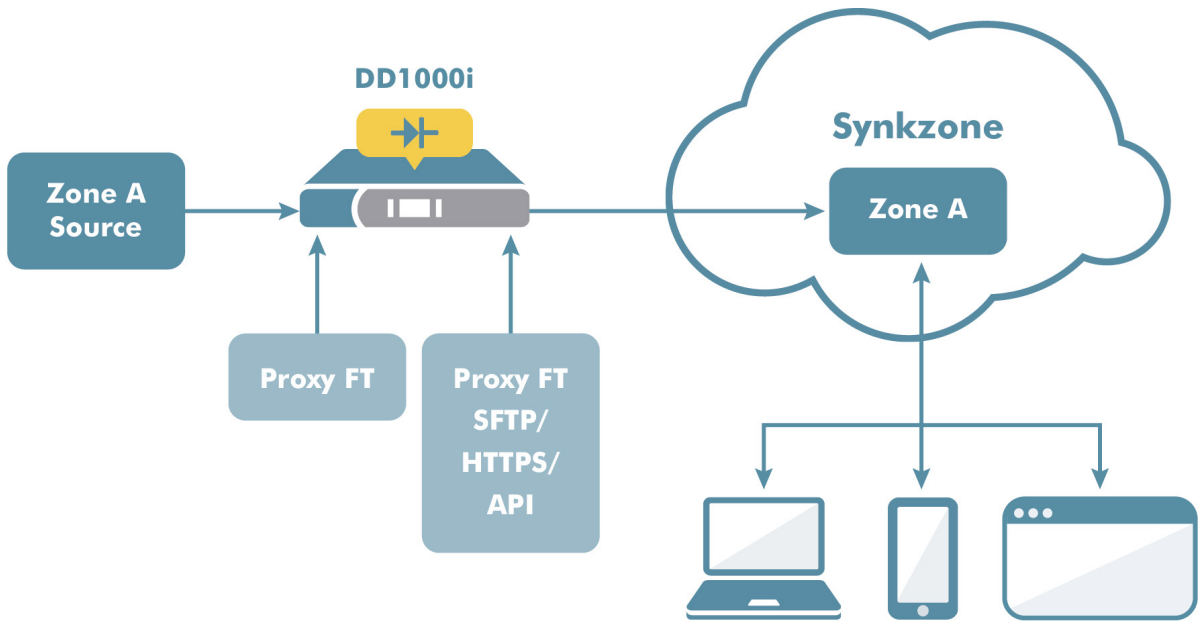 DD1000i
Synkzone
Zone A
Source
Zone A
Proxy FT
Proxy FT
SFTP/
HTTPS/
API